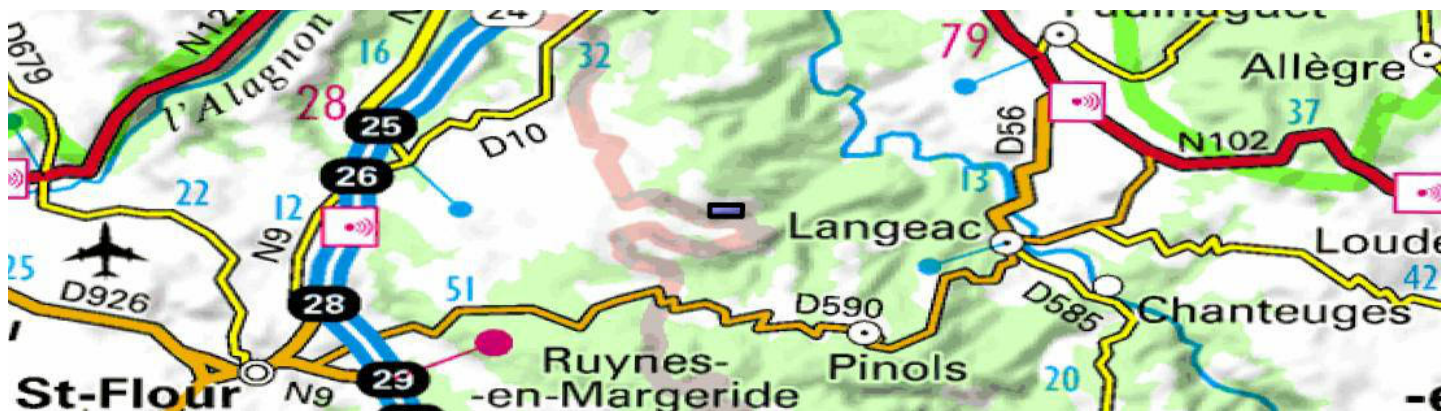 24
79
Allègre
D679
N12
l'Alagnon
16
32
28
25
D10
D56
37
N102
26
22
12
N9
13
Langeac
Loude
25
D926
28
51
D590
D585
42
Chanteuges
Ruynes-
-en-Margeride
Pinols
20
St-Flour
N9
29
-e